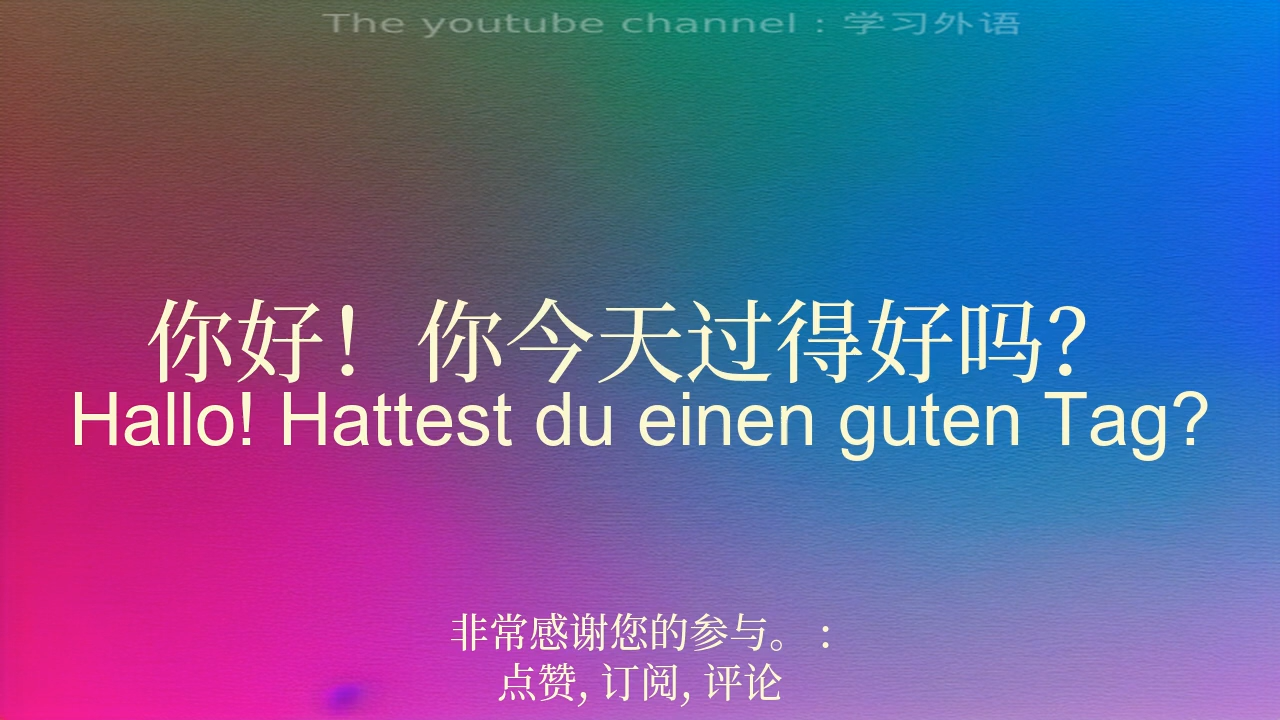 The youtube channel : 学习外语
你好！你今天过得好吗？
Hallo! Hattest du einen guten Tag?
非常感谢您的参与。 :
点赞, 订阅, 评论